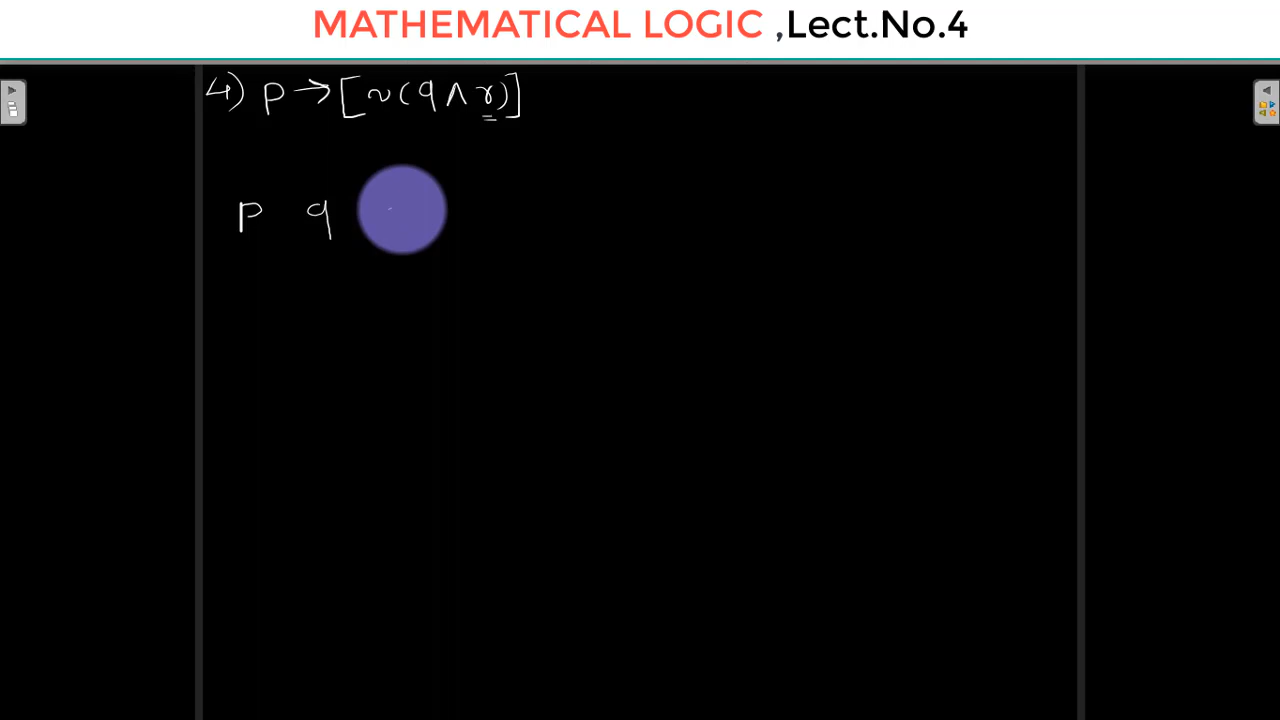 MATHEMATICAL LOGIC ,Lect.No.4
4) p → [~(q ∧ r)]
p q